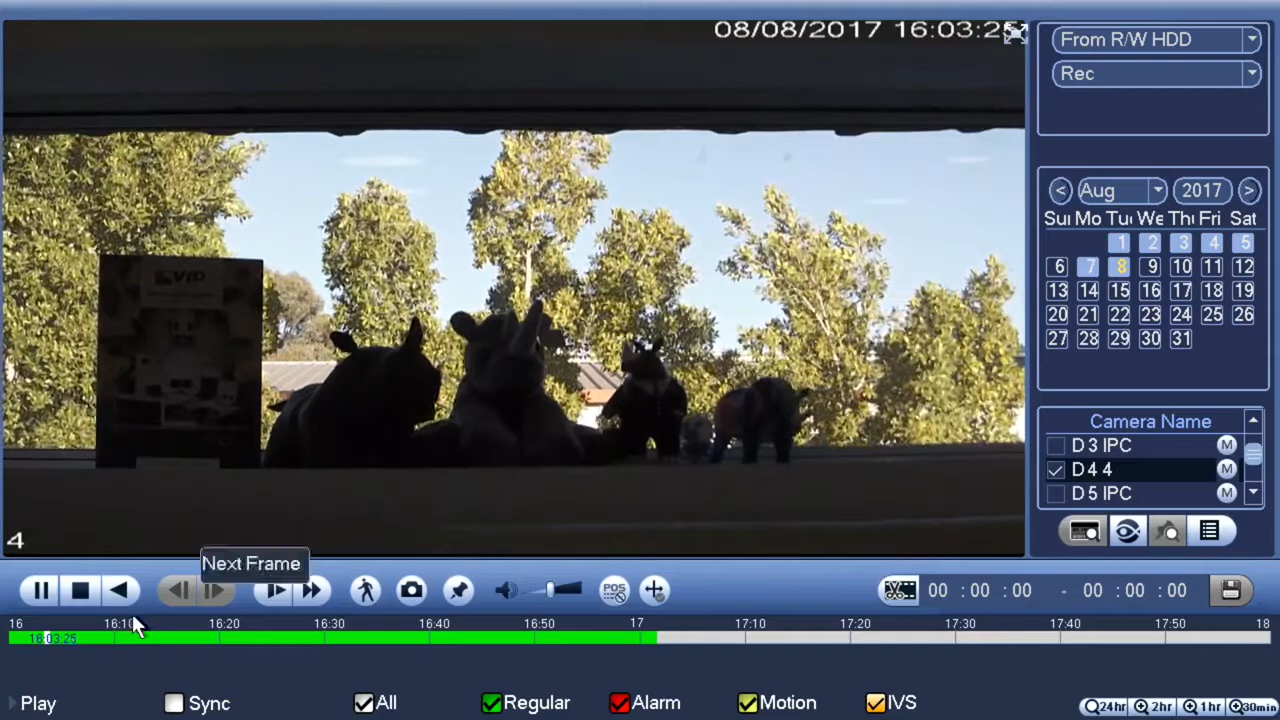 08/08/2017 16:03:25
From R/W HDD
Rec
VIP
< Aug 2017 >
Su Mo Tu We Th Fri Sat
1 2 3 4 5
6 7 8 9 10 11 12
13 14 15 16 17 18 19
20 21 22 23 24 25 26
27 28 29 30 31
Camera Name
D 3 IPC M
D 4 4 M
D 5 IPC M
4
Next Frame
POS
00 : 00 : 00 - 00 : 00 : 00
16 16:10 16:20 16:30 16:40 16:50 17 17:10 17:20 17:30 17:40 17:50 18
16:03:25
Play
Sync
All
Regular
Alarm
Motion
IVS
24hr 2hr 1hr 30min